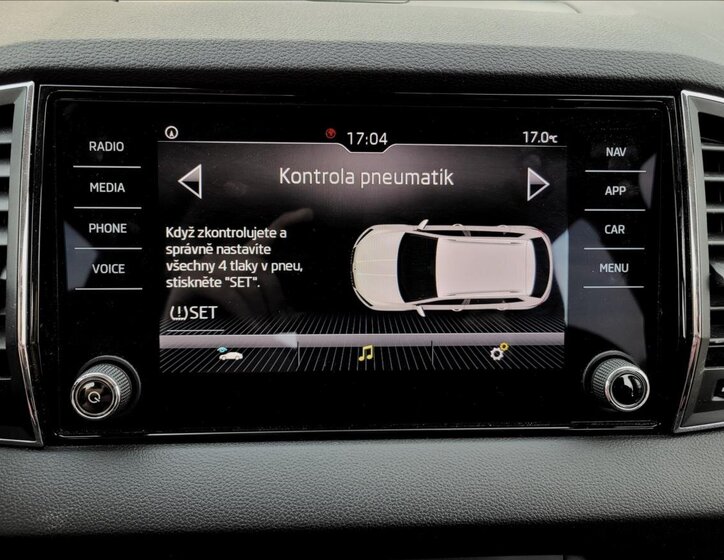 RADIO
MEDIA
PHONE
VOICE
17:04
17.0°C
Kontrola pneumatik
Když zkontrolujete a
správně nastavíte
všechny 4 tlaky v pneu,
stiskněte "SET".
(!)SET
NAV
APP
CAR
MENU